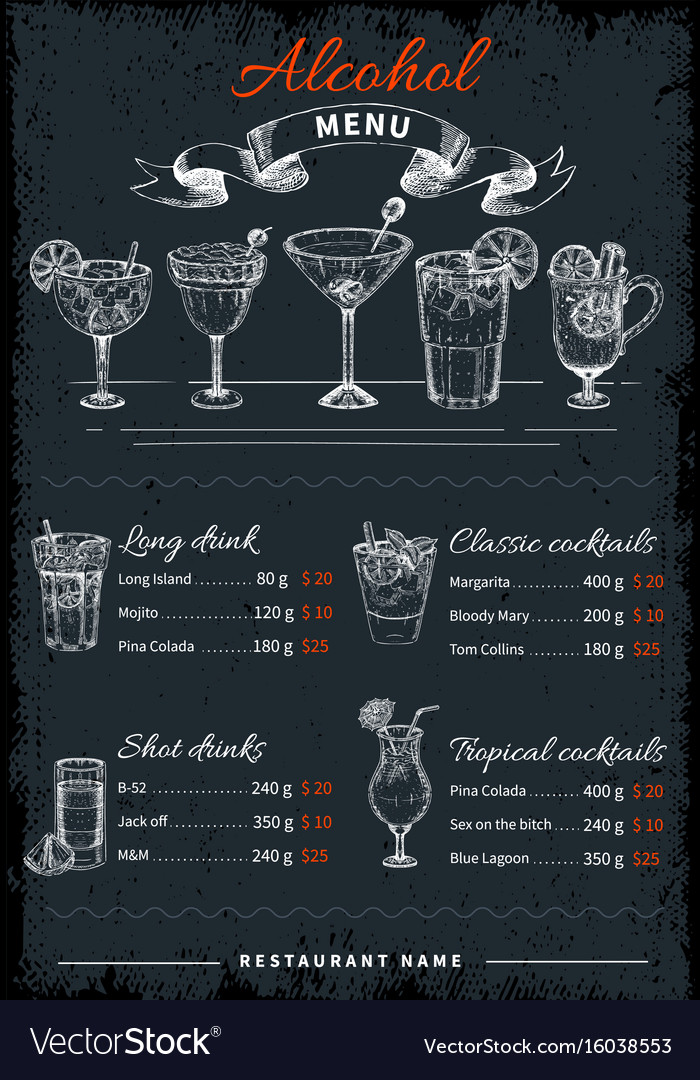 Alcohol
MENU
Long drink
Long Island ......... 80 g $ 20
Mojito ...............120 g $ 10
Pina Colada .........180 g $25
Classic cocktails
Margarita............ 400 g $ 20
Bloody Mary ........ 200 g $ 10
Tom Collins ........ 180 g $25
Shot drinks
B-52 ............... 240 g $ 20
Jack off............. 350 g $ 10
M&M ............... 240 g $25
Tropical cocktails
Pina Colada ........ 400 g $ 20
Sex on the bitch ..... 240 g $ 10
Blue Lagoon ....... 350 g $25
RESTAURANT NAME
VectorStock®
VectorStock.com/16038553